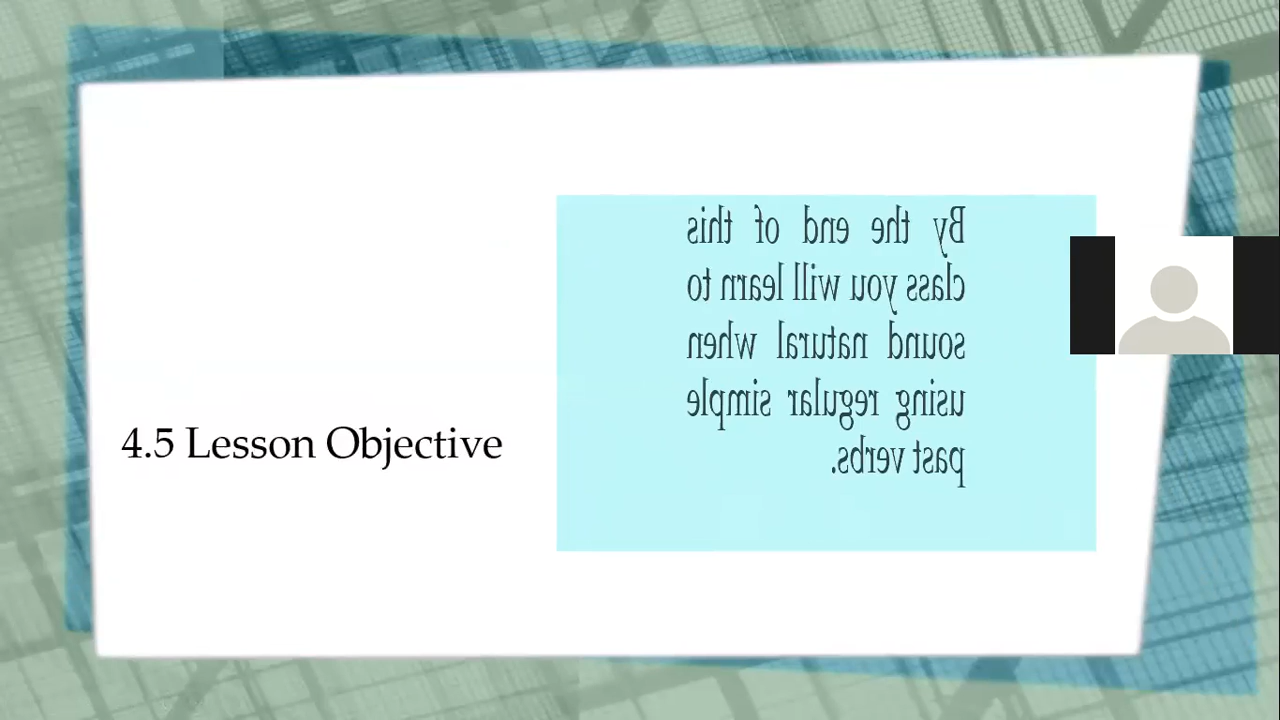 4.5 Lesson Objective
By the end of this
class you will learn to
sound natural when
using regular simple
past verbs.